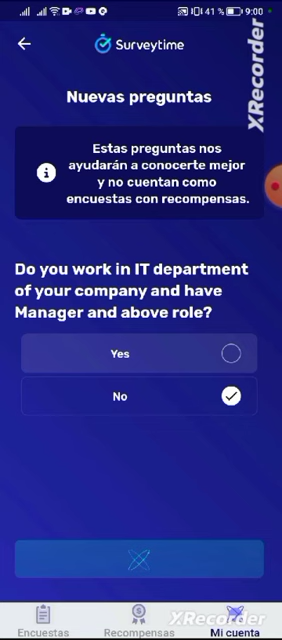 41 % 9:00
XRecorder
Surveytime
Nuevas preguntas
Estas preguntas nos
ayudarán a conocerte mejor
y no cuentan como
encuestas con recompensas.
Do you work in IT department
of your company and have
Manager and above role?
Yes
No
Encuestas Recompensas Mi cuenta
XRecorder